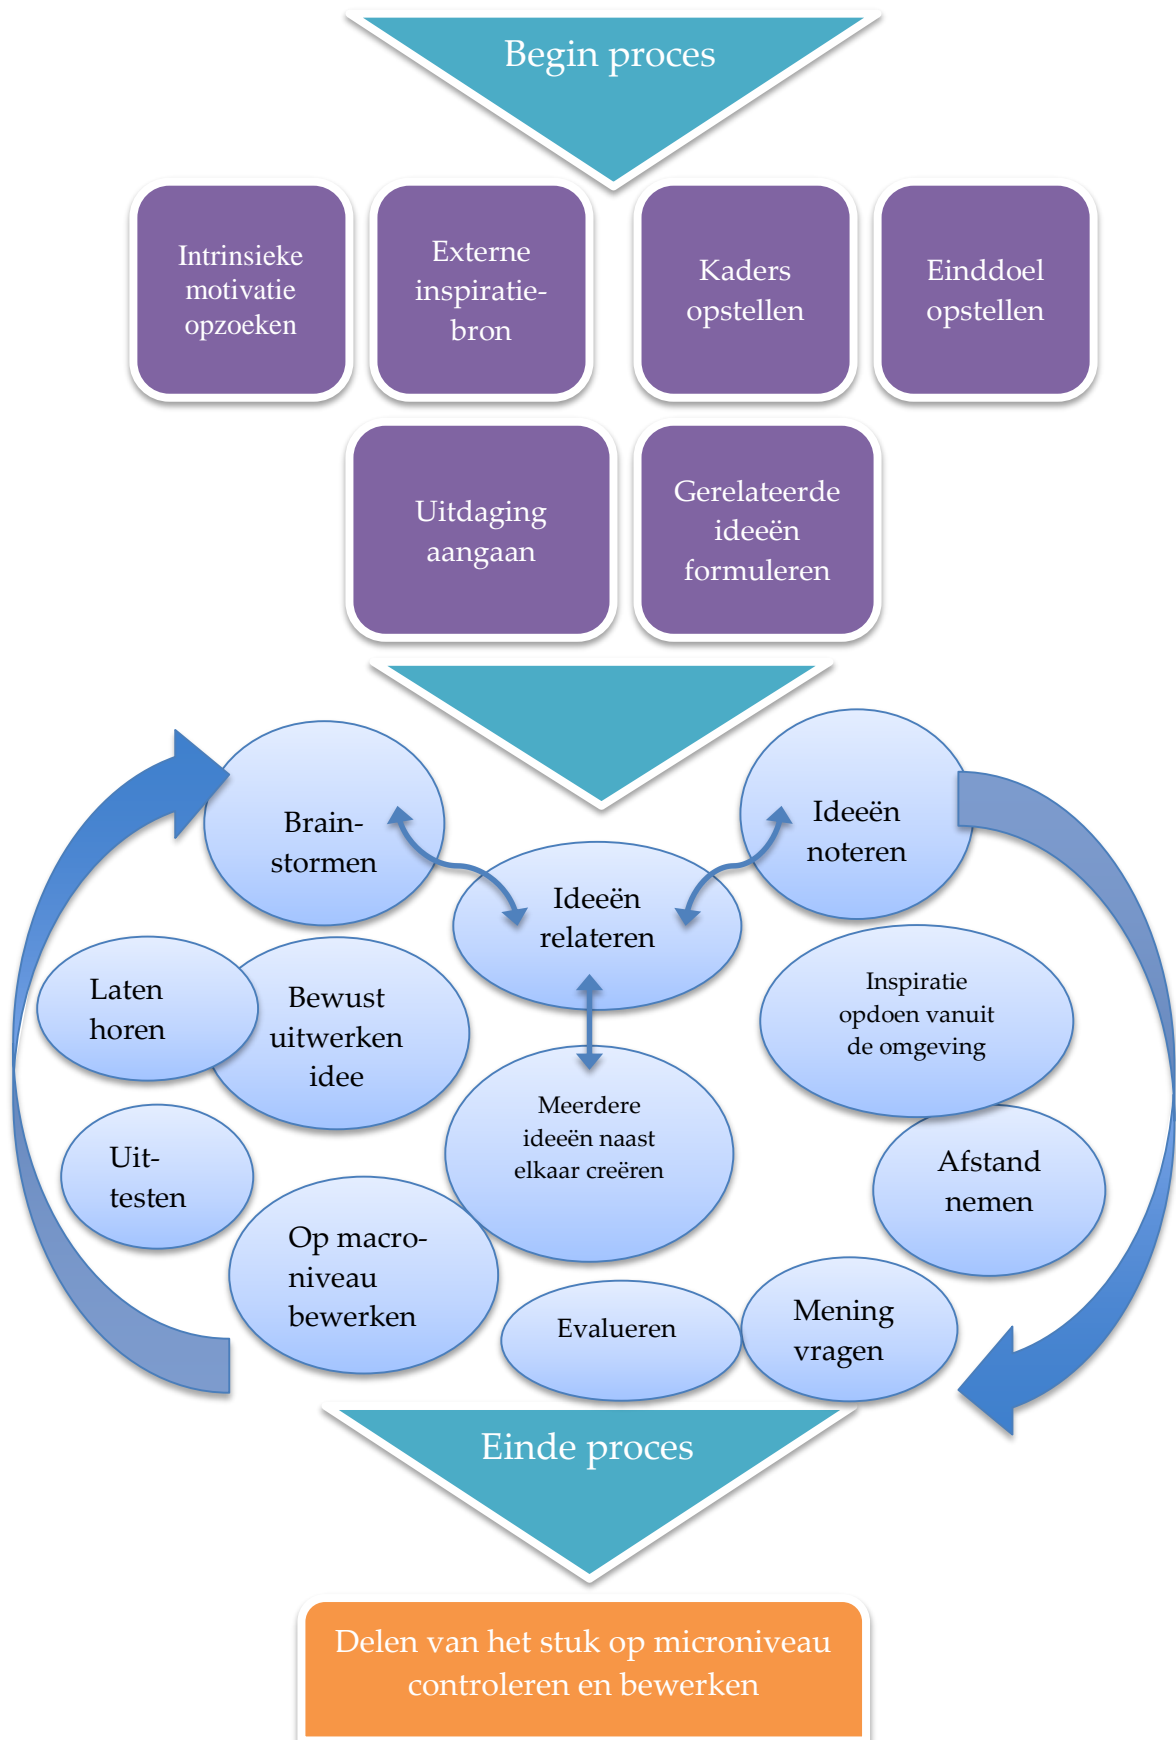 Begin proces
Intrinsieke
motivatie
opzoeken
Externe
inspiratie-
bron
Kaders
opstellen
Einddoel
opstellen
Uitdaging
aangaan
Gerelateerde
ideeën
formuleren
Brain-
stormen
Ideeën
relateren
Ideeën
noteren
Laten
horen
Bewust
uitwerken
idee
Inspiratie
opdoen vanuit
de omgeving
Uit-
testen
Meerdere
ideeën naast
elkaar creëren
Afstand
nemen
Op macro-
niveau
bewerken
Evalueren
Mening
vragen
Einde proces
Delen van het stuk op microniveau
controleren en bewerken